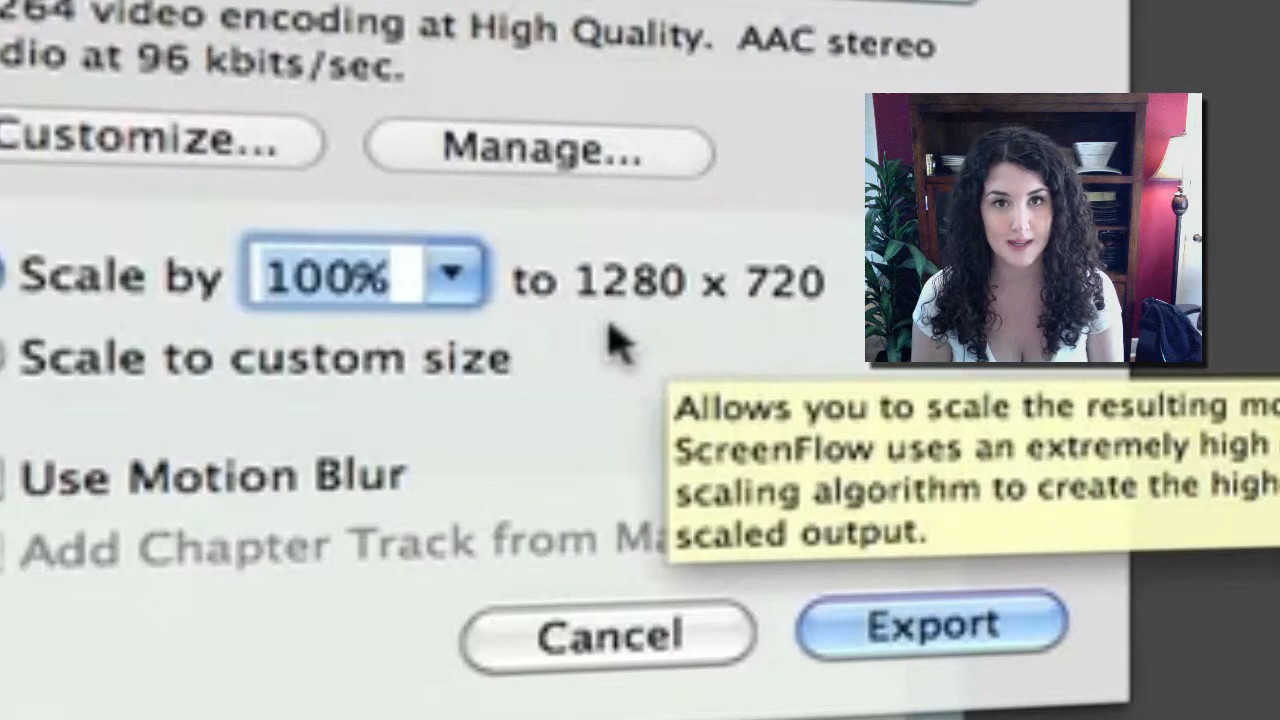 264 video encoding at High Quality. AAC stereo
dio at 96 kbits/sec.
Customize... Manage...
Scale by 100% to 1280 x 720
Scale to custom size
Allows you to scale the resulting mo
ScreenFlow uses an extremely high
scaling algorithm to create the high
scaled output.
Use Motion Blur
Add Chapter Track from Ma
Cancel Export